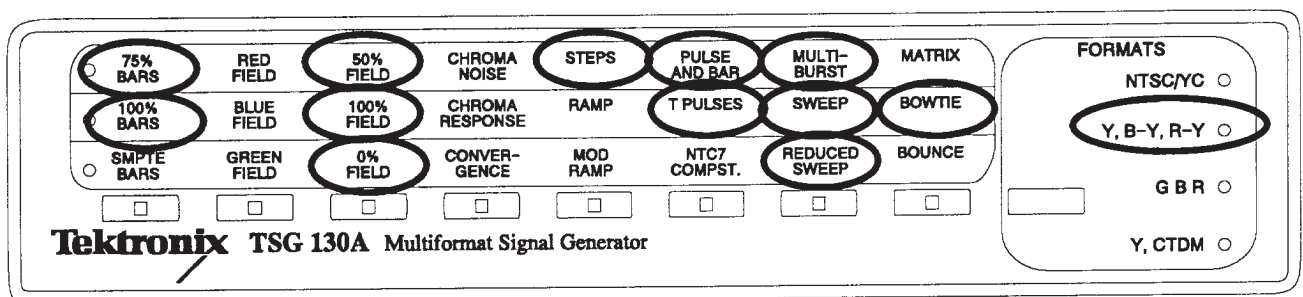 75% BARS RED FIELD 50% FIELD CHROMA NOISE STEPS PULSE AND BAR MULTI- BURST MATRIX
100% BARS BLUE FIELD 100% FIELD CHROMA RESPONSE RAMP T PULSES SWEEP BOWTIE
SMPTE BARS GREEN FIELD 0% FIELD CONVER- GENCE MOD RAMP NTC7 COMPST. REDUCED SWEEP BOUNCE
Tektronix TSG 130A Multiformat Signal Generator
FORMATS
NTSC/YC
Y, B-Y, R-Y
G B R
Y, CTDM